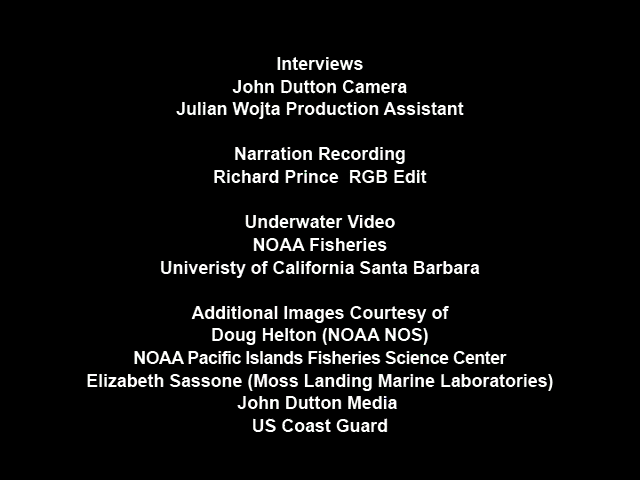 Interviews
John Dutton Camera
Julian Wojta Production Assistant
Narration Recording
Richard Prince  RGB Edit
Underwater Video
NOAA Fisheries
Univeristy of California Santa Barbara
Additional Images Courtesy of
Doug Helton (NOAA NOS)
NOAA Pacific Islands Fisheries Science Center
Elizabeth Sassone (Moss Landing Marine Laboratories)
John Dutton Media
US Coast Guard